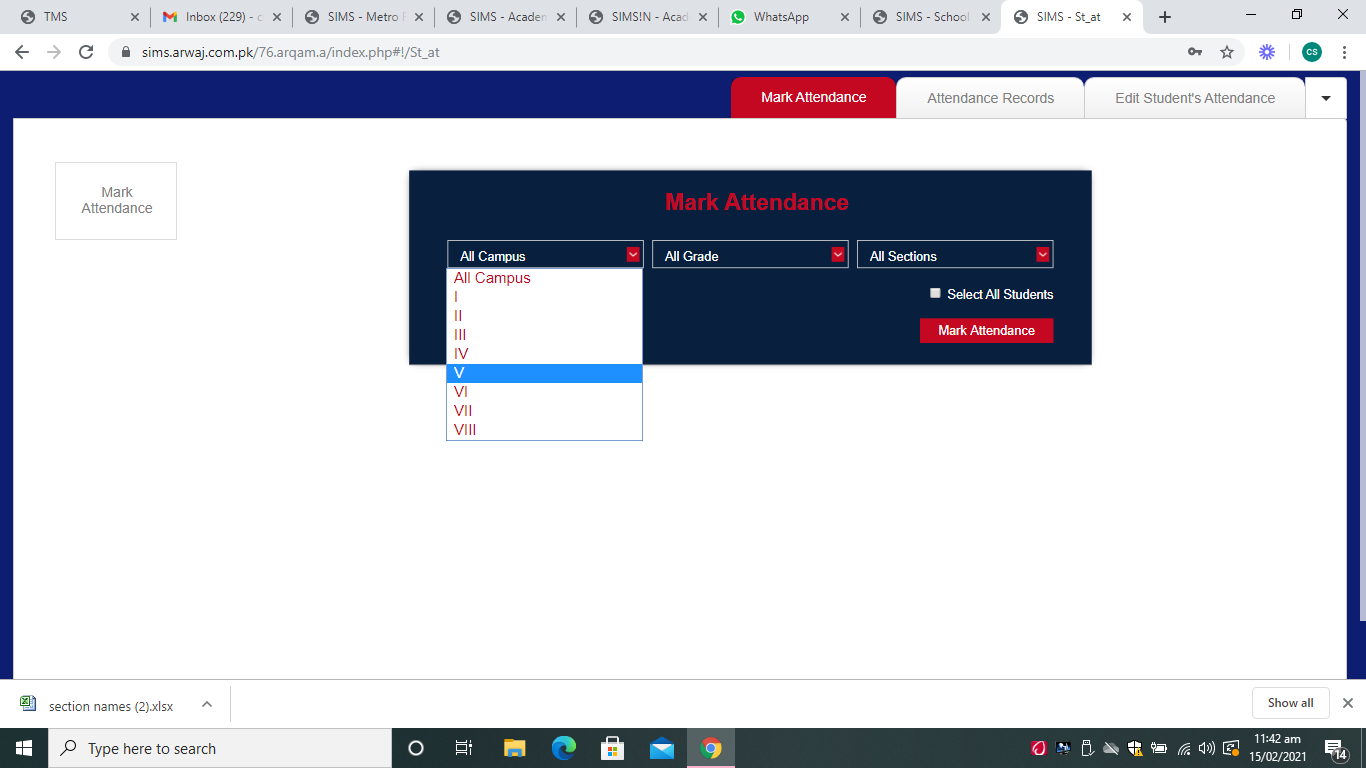 TMS
Inbox (229) - c
SIMS - Metro
SIMS - Academ
SIMS!N - Acad
WhatsApp
SIMS - School
SIMS - St_at
sims.arwaj.com.pk/76.arqam.a/index.php#!/St_at
CS
Mark Attendance
Attendance Records
Edit Student's Attendance
Mark
Attendance
Mark Attendance
All Campus
All Grade
All Sections
All Campus
I
II
III
IV
V
VI
VII
VIII
Select All Students
Mark Attendance
section names (2).xlsx
Show all
Type here to search
11:42 am
15/02/2021
14